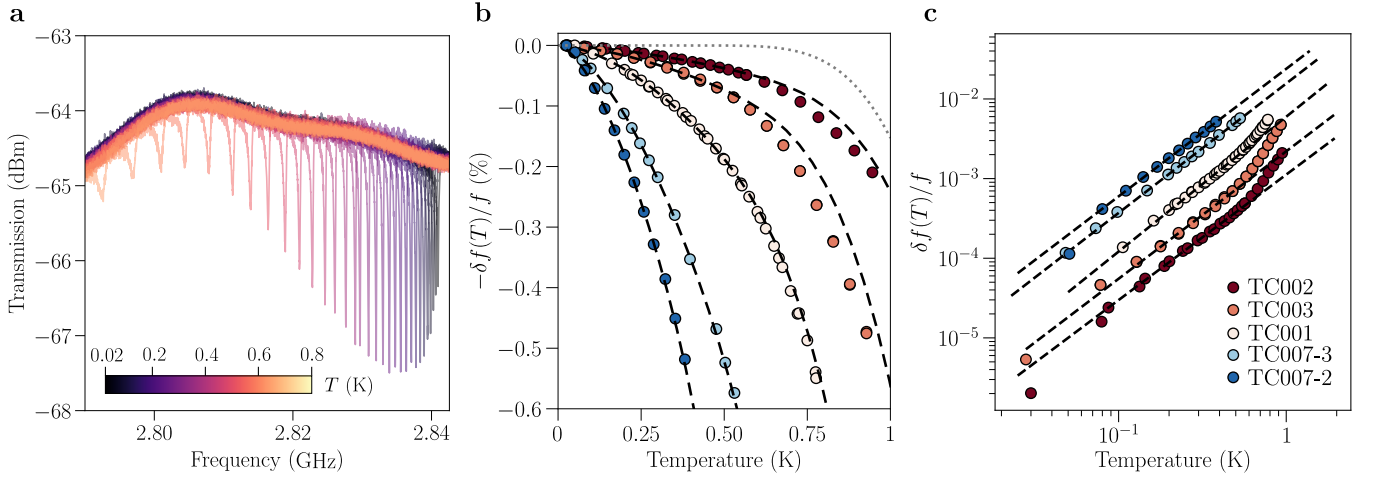 a
−63
−64
−65
−66
−67
−68
Transmission (dBm)
0.02 0.2 0.4 0.6 0.8
T (K)
2.80 2.82 2.84
Frequency (GHz)
b
0.0
−0.1
−0.2
−0.3
−0.4
−0.5
−0.6
−δf(T)/f (%)
0 0.25 0.50 0.75 1
Temperature (K)
c
10⁻²
10⁻³
10⁻⁴
10⁻⁵
δf(T)/f
TC002
TC003
TC001
TC007-3
TC007-2
10⁻¹ 1
Temperature (K)